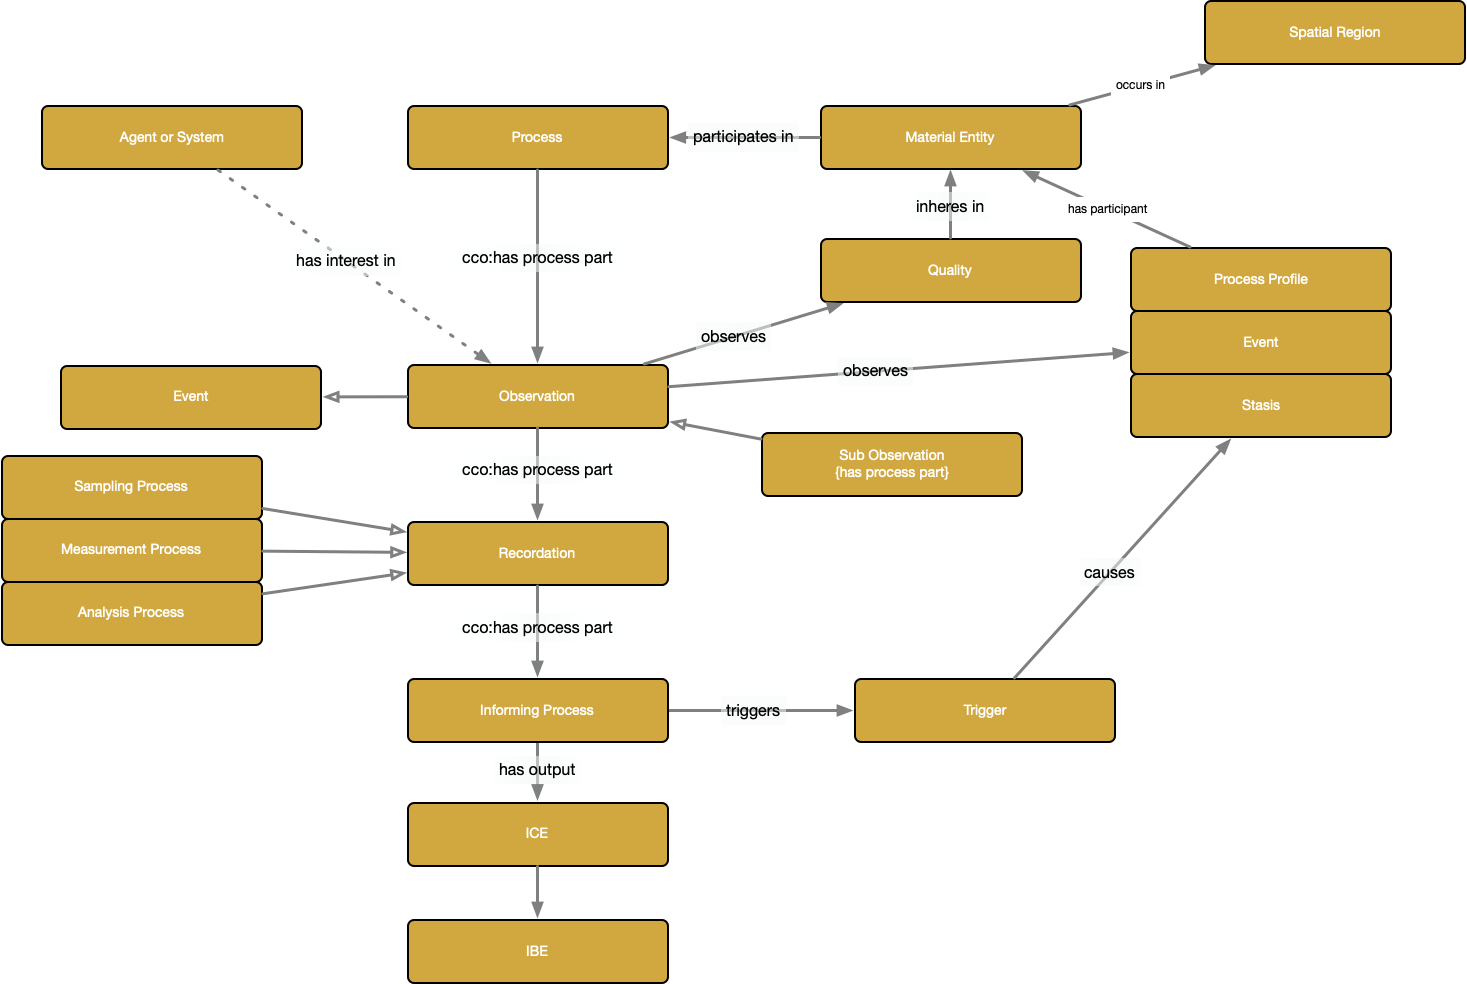 Spatial Region
occurs in
Agent or System
Process
participates in
Material Entity
inheres in
has participant
has interest in
cco:has process part
Quality
Process Profile
observes
Event
observes
Event
Observation
Stasis
Sub Observation
{has process part}
cco:has process part
Sampling Process
Measurement Process
Analysis Process
Recordation
causes
cco:has process part
Informing Process
triggers
Trigger
has output
ICE
IBE